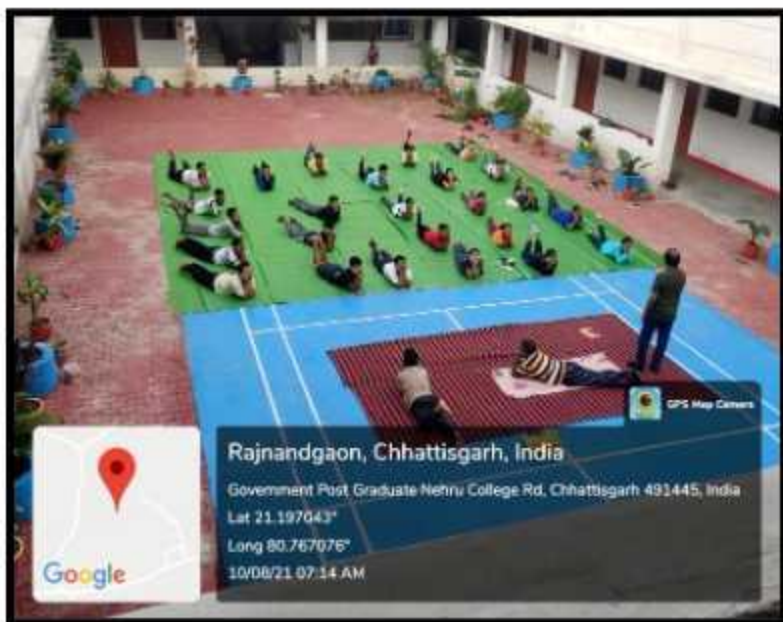 GPS Map Camera
Rajnandgaon, Chhattisgarh, India
Government Post Graduate Nehru College Rd, Chhattisgarh 491445, India
Lat 21.197043°
Long 80.767076°
10/08/21 07:14 AM
Google